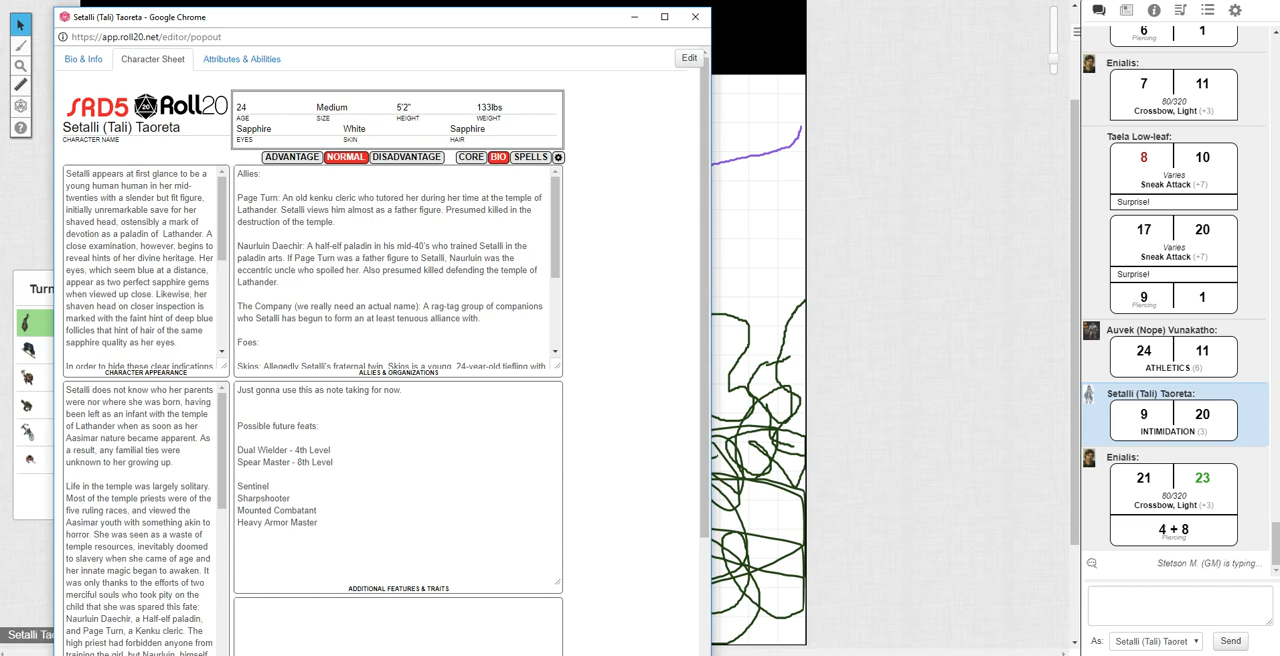 Setalli (Tali) Taoreta - Google Chrome
https://app.roll20.net/editor/popout
Bio & Info
Character Sheet
Attributes & Abilities
Edit
SRD5 Roll20
Setalli (Tali) Taoreta
CHARACTER NAME
24
Medium
5'2"
133lbs
AGE
SIZE
HEIGHT
WEIGHT
Sapphire
White
Sapphire
EYES
SKIN
HAIR
ADVANTAGE
NORMAL
DISADVANTAGE
CORE
BIO
SPELLS
Setalli appears at first glance to be a
young human human in her mid-
twenties with a slender but fit figure,
initially unremarkable save for her
shaved head, ostensibly a mark of
devotion as a paladin of  Lathander. A
close examination, however, begins to
reveal hints of her divine heritage. Her
eyes, which seem blue at a distance,
appear as two perfect sapphire gems
when viewed up close. Likewise, her
shaven head on closer inspection is
marked with the faint hint of deep blue
follicles that hint of hair of the same
sapphire quality as her eyes.
In order to hide these clear indications
CHARACTER APPEARANCE
Allies:
Page Turn: An old kenku cleric who tutored her during her time at the temple of
Lathander. Setalli views him almost as a father figure. Presumed killed in the
destruction of the temple.
Naurluin Daechir: A half-elf paladin in his mid-40's who trained Setalli in the
paladin arts. If Page Turn was a father figure to Setalli, Naurluin was the
eccentric uncle who spoiled her. Also presumed killed defending the temple of
Lathander.
The Company (we really need an actual name): A rag-tag group of companions
who Setalli has begun to form an at least tenuous alliance with.
Foes:
Skios: Allegedly Setalli's fraternal twin, Skios is a young, 24-year-old tiefling with
ALLIES & ORGANIZATIONS
Setalli does not know who her parents
were nor where she was born, having
been left as an infant with the temple
of Lathander when as soon as her
Aasimar nature became apparent. As
a result, any familial ties were
unknown to her growing up.
Life in the temple was largely solitary.
Most of the temple priests were of the
five ruling races, and viewed the
Aasimar youth with something akin to
horror. She was seen as a waste of
temple resources, inevitably doomed
to slavery when she came of age and
her innate magic began to awaken. It
was only thanks to the efforts of two
merciful souls who took pity on the
child that she was spared this fate:
Naurluin Daechir, a Half-elf paladin,
and Page Turn, a Kenku cleric. The
high priest had forbidden anyone from
training the girl, but Naurluin, himself
Just gonna use this as note taking for now.
Possible future feats:
Dual Wielder - 4th Level
Spear Master - 8th Level
Sentinel
Sharpshooter
Mounted Combatant
Heavy Armor Master
ADDITIONAL FEATURES & TRAITS
Turn
Setalli Ta
6
1
Piercing
Enialis:
7
11
80/320
Crossbow, Light (+3)
Taela Low-leaf:
8
10
Varies
Sneak Attack (+7)
Surprise!
17
20
Varies
Sneak Attack (+7)
Surprise!
9
1
Piercing
Auvek (Nope) Vunakatho:
24
11
ATHLETICS (6)
Setalli (Tali) Taoreta:
9
20
INTIMIDATION (3)
Enialis:
21
23
80/320
Crossbow, Light (+3)
4 + 8
Piercing
Stetson M. (GM) is typing...
As:
Setalli (Tali) Taoret
Send